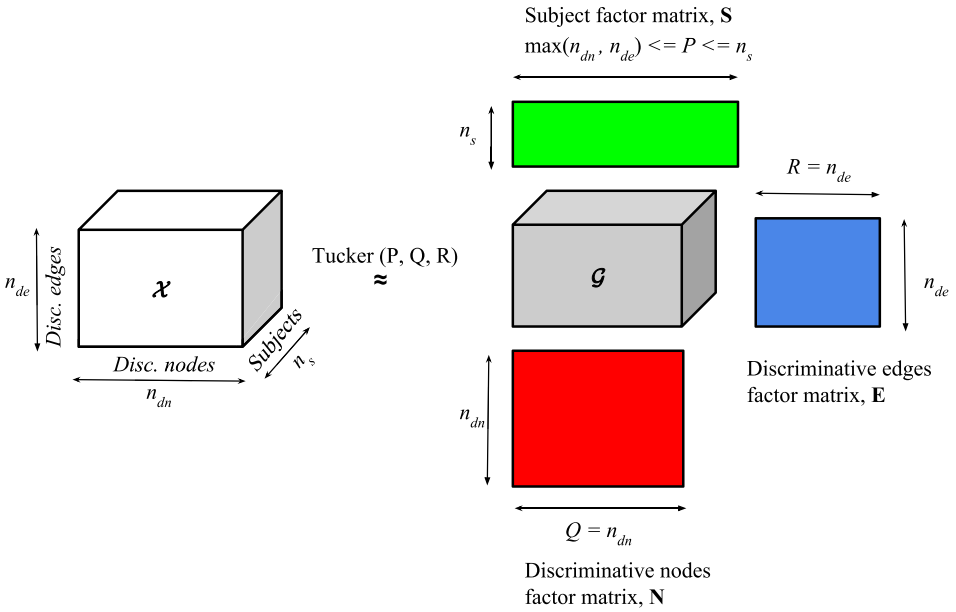 Subject factor matrix, S
max(n_dn, n_de) <= P <= n_s
n_s
R = n_de
Tucker (P, Q, R)
≈
n_de
Disc. edges
𝓧
Subjects
n_s
Disc. nodes
n_dn
𝓖
n_de
n_dn
Discriminative edges
factor matrix, E
Q = n_dn
Discriminative nodes
factor matrix, N